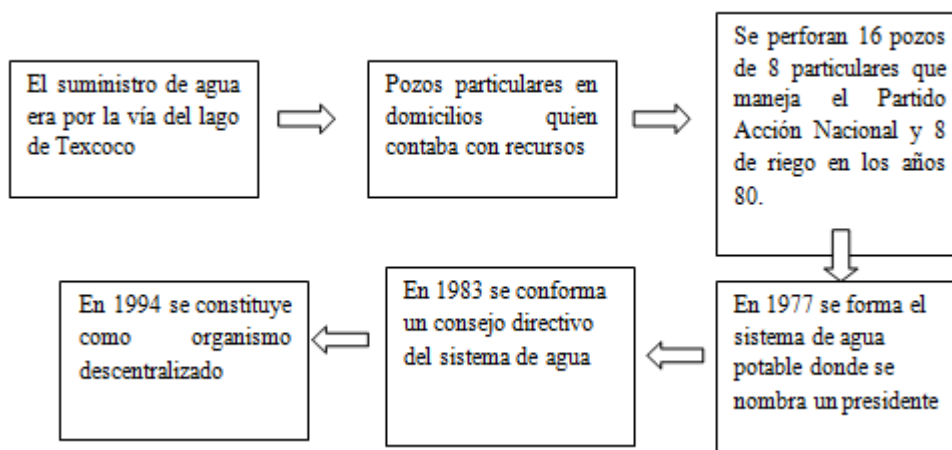 El suministro de agua
era por la vía del lago
de Texcoco
Pozos particulares en
domicilios quien
contaba con recursos
Se perforan 16 pozos
de 8 particulares que
maneja el Partido
Acción Nacional y 8
de riego en los años
80.
En 1977 se forma el
sistema de agua
potable donde se
nombra un presidente
En 1983 se conforma
un consejo directivo
del sistema de agua
En 1994 se constituye
como organismo
descentralizado